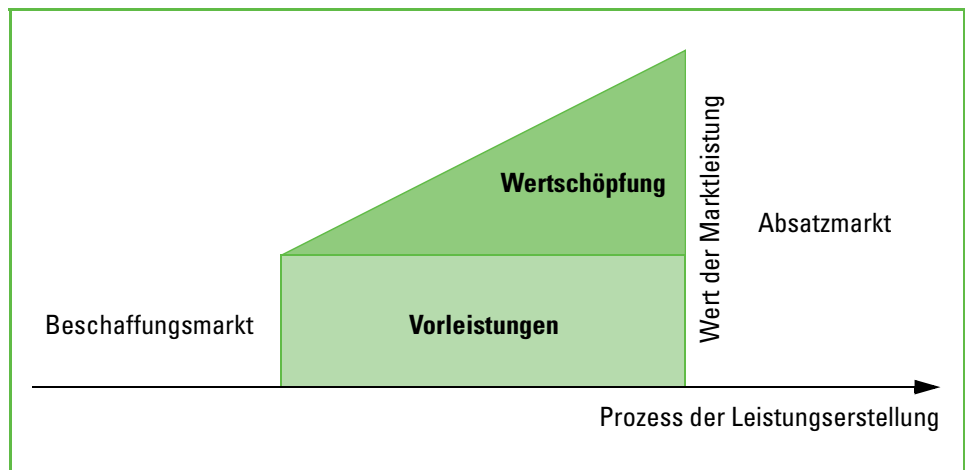 Wertschöpfung
Wert der Marktleistung
Absatzmarkt
Beschaffungsmarkt
Vorleistungen
Prozess der Leistungserstellung